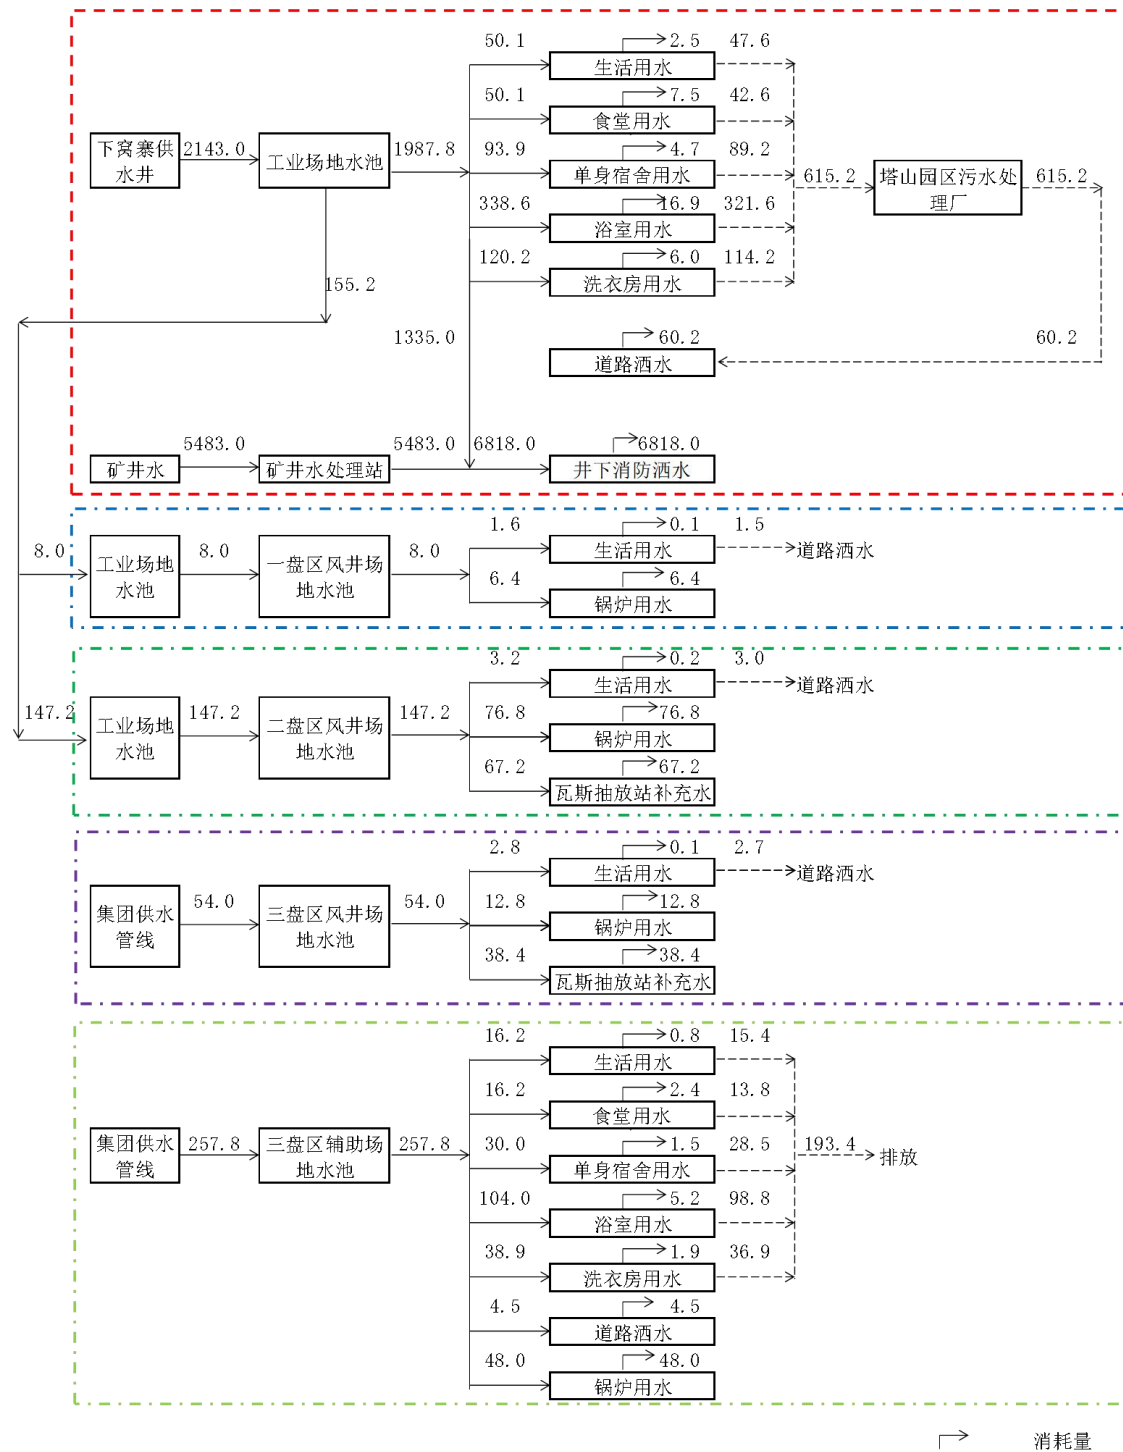 50.1
2.5
47.6
生活用水
50.1
7.5
42.6
食堂用水
下窝寨供
水井
2143.0
工业场地水池
1987.8
93.9
4.7
89.2
单身宿舍用水
615.2
塔山园区污水处
理厂
615.2
338.6
16.9
321.6
浴室用水
120.2
6.0
114.2
洗衣房用水
155.2
1335.0
60.2
道路洒水
60.2
矿井水
5483.0
矿井水处理站
5483.0
6818.0
6818.0
井下消防洒水
8.0
工业场地
水池
8.0
一盘区风井场
地水池
8.0
1.6
0.1
1.5
生活用水
道路洒水
6.4
6.4
锅炉用水
147.2
工业场地
水池
147.2
二盘区风井场
地水池
147.2
3.2
0.2
3.0
生活用水
道路洒水
76.8
76.8
锅炉用水
67.2
67.2
瓦斯抽放站补充水
集团供水
管线
54.0
三盘区风井场
地水池
54.0
2.8
0.1
2.7
生活用水
道路洒水
12.8
12.8
锅炉用水
38.4
38.4
瓦斯抽放站补充水
集团供水
管线
257.8
三盘区辅助场
地水池
257.8
16.2
0.8
15.4
生活用水
16.2
2.4
13.8
食堂用水
30.0
1.5
28.5
单身宿舍用水
193.4
排放
104.0
5.2
98.8
浴室用水
38.9
1.9
36.9
洗衣房用水
4.5
4.5
道路洒水
48.0
48.0
锅炉用水
消耗量